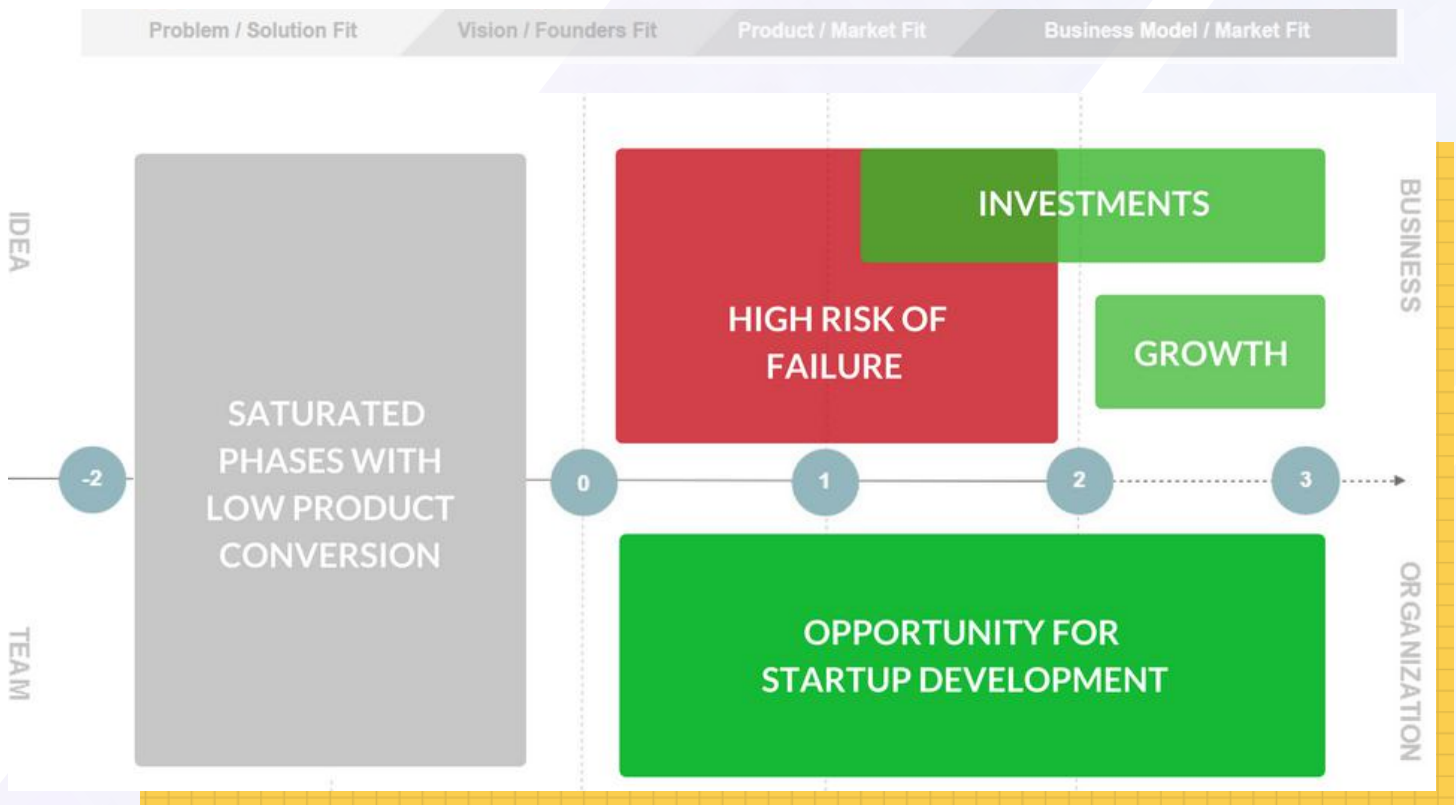 Problem / Solution Fit
Vision / Founders Fit
Product / Market Fit
Business Model / Market Fit
IDEA
TEAM
SATURATED
PHASES WITH
LOW PRODUCT
CONVERSION
HIGH RISK OF
FAILURE
INVESTMENTS
GROWTH
BUSINESS
-2
0
1
2
3
OPPORTUNITY FOR
STARTUP DEVELOPMENT
ORGANIZATION